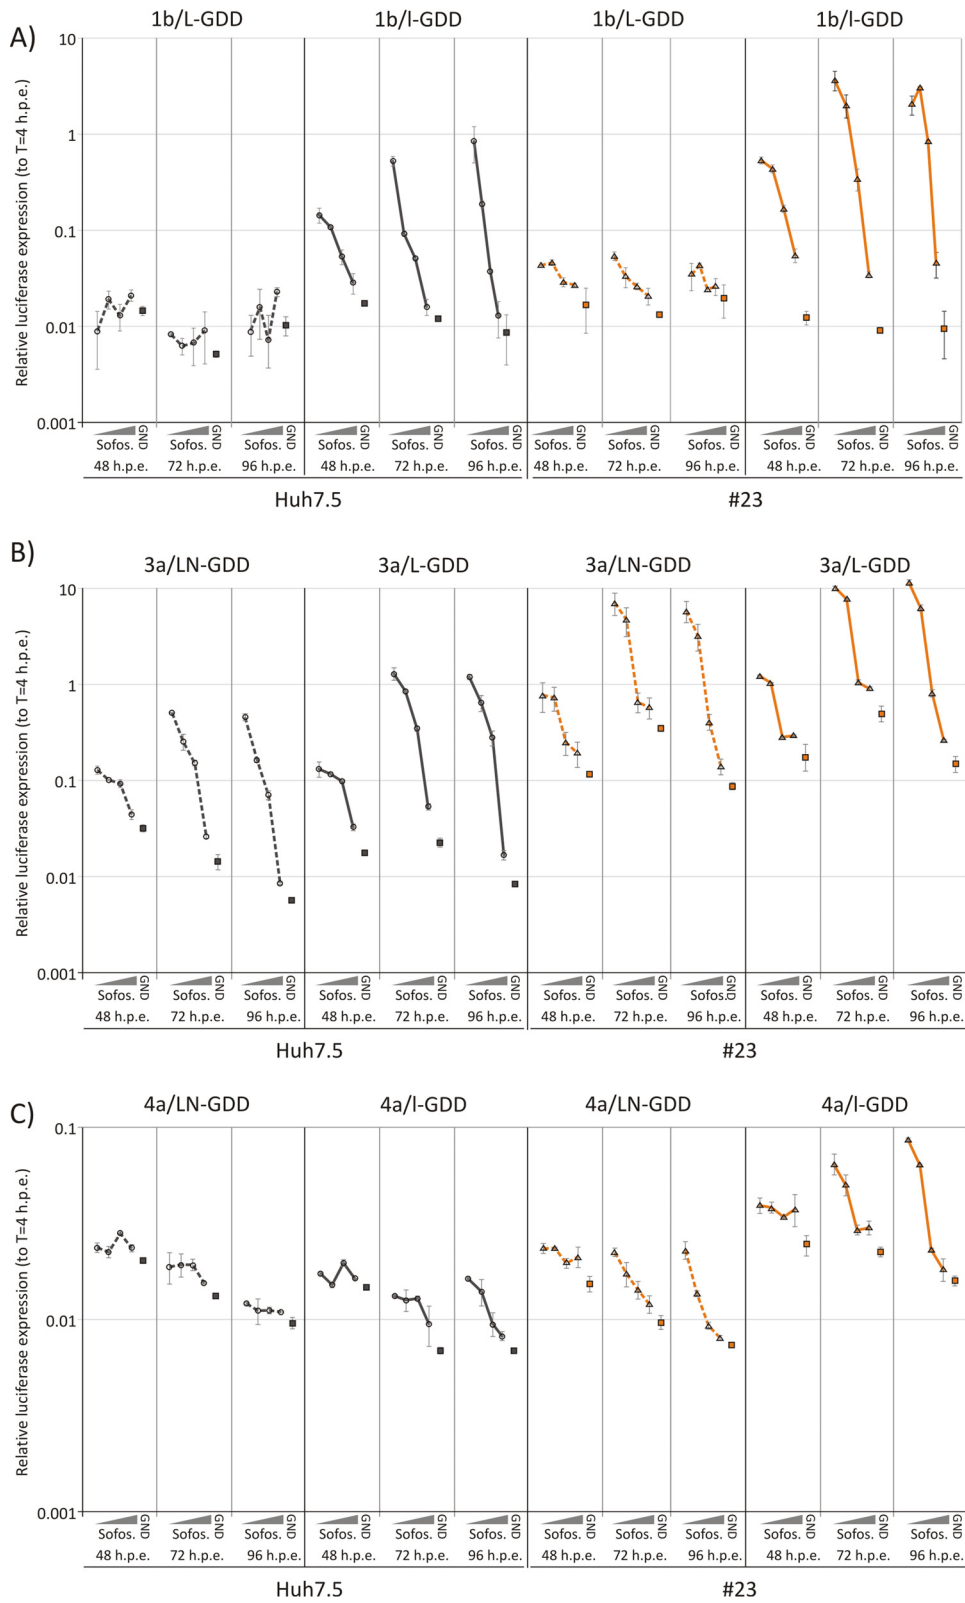 A)
1b/L-GDD 1b/l-GDD 1b/L-GDD 1b/l-GDD
Relative luciferase expression (to T=4 h.p.e.)
10
1
0.1
0.01
0.001
GND GND GND GND GND GND GND GND GND GND GND GND
Sofos. Sofos. Sofos. Sofos. Sofos. Sofos. Sofos. Sofos. Sofos. Sofos. Sofos. Sofos.
48 h.p.e. 72 h.p.e. 96 h.p.e. 48 h.p.e. 72 h.p.e. 96 h.p.e. 48 h.p.e. 72 h.p.e. 96 h.p.e. 48 h.p.e. 72 h.p.e. 96 h.p.e.
Huh7.5 #23
B)
3a/LN-GDD 3a/L-GDD 3a/LN-GDD 3a/L-GDD
Relative luciferase expression (to T=4 h.p.e.)
10
1
0.1
0.01
0.001
GND GND GND GND GND GND GND GND GND GND GND GND
Sofos. Sofos. Sofos. Sofos. Sofos. Sofos. Sofos. Sofos. Sofos. Sofos. Sofos. Sofos.
48 h.p.e. 72 h.p.e. 96 h.p.e. 48 h.p.e. 72 h.p.e. 96 h.p.e. 48 h.p.e. 72 h.p.e. 96 h.p.e. 48 h.p.e. 72 h.p.e. 96 h.p.e.
Huh7.5 #23
C)
4a/LN-GDD 4a/l-GDD 4a/LN-GDD 4a/l-GDD
Relative luciferase expression (to T=4 h.p.e.)
0.1
0.01
0.001
GND GND GND GND GND GND GND GND GND GND GND GND
Sofos. Sofos. Sofos. Sofos. Sofos. Sofos. Sofos. Sofos. Sofos. Sofos. Sofos. Sofos.
48 h.p.e. 72 h.p.e. 96 h.p.e. 48 h.p.e. 72 h.p.e. 96 h.p.e. 48 h.p.e. 72 h.p.e. 96 h.p.e. 48 h.p.e. 72 h.p.e. 96 h.p.e.
Huh7.5 #23